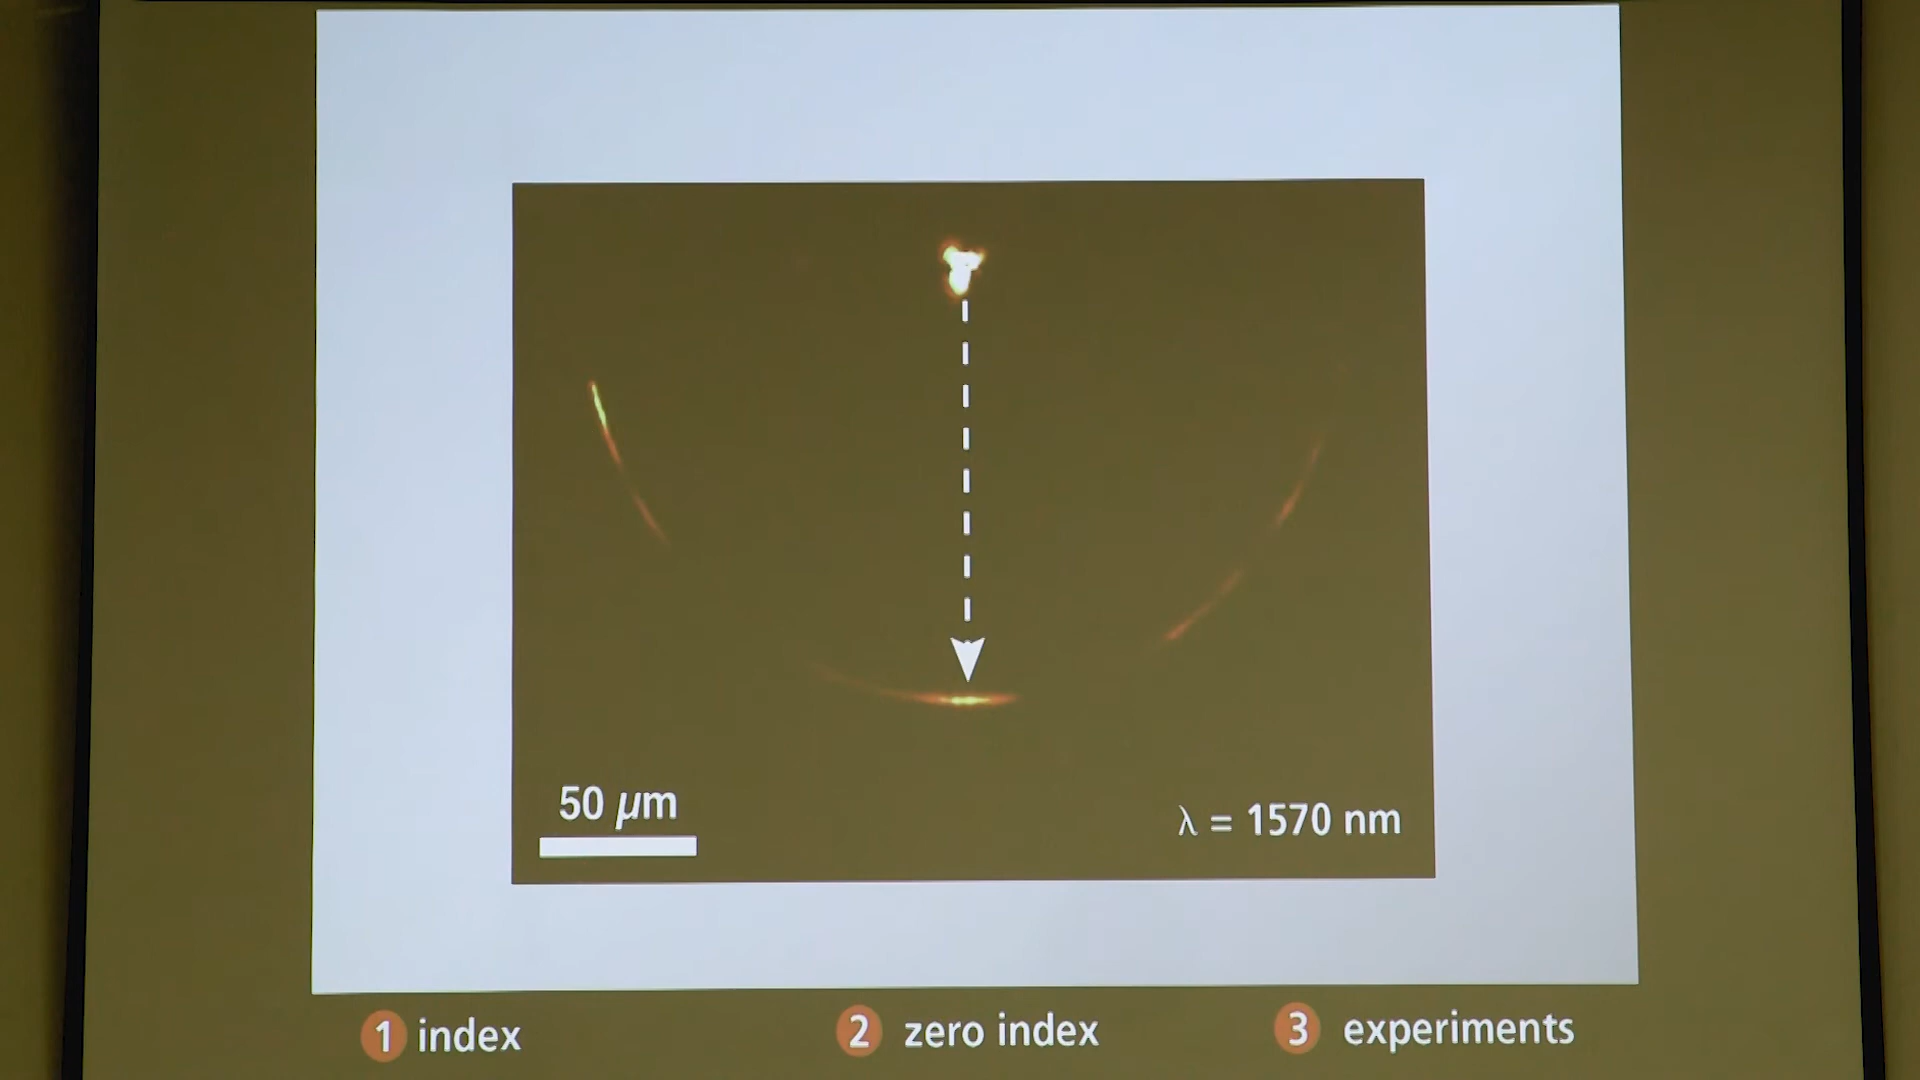 50 µm
λ = 1570 nm
1 index
2 zero index
3 experiments